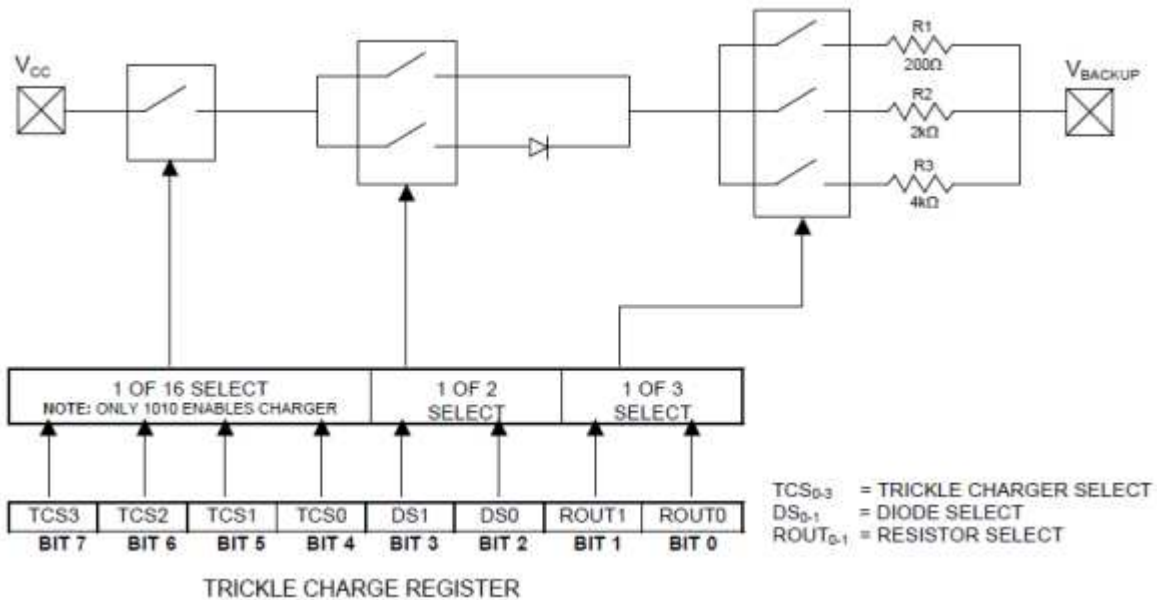 V_CC
R1
200Ω
R2
2kΩ
R3
4kΩ
V_BACKUP
1 OF 16 SELECT
NOTE: ONLY 1010 ENABLES CHARGER
1 OF 2
SELECT
1 OF 3
SELECT
TCS3 TCS2 TCS1 TCS0 DS1 DS0 ROUT1 ROUT0
BIT 7 BIT 6 BIT 5 BIT 4 BIT 3 BIT 2 BIT 1 BIT 0
TCS0-3 = TRICKLE CHARGER SELECT
DS0-1 = DIODE SELECT
ROUT0-1 = RESISTOR SELECT
TRICKLE CHARGE REGISTER